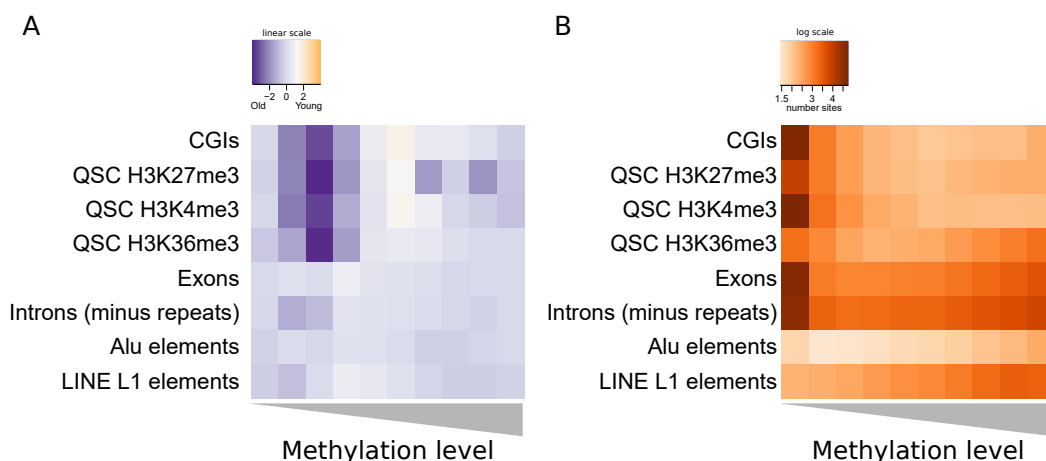 A
linear scale
−2 0 2
Old Young
CGIs
QSC H3K27me3
QSC H3K4me3
QSC H3K36me3
Exons
Introns (minus repeats)
Alu elements
LINE L1 elements
Methylation level
B
log scale
1.5 3 4
number sites
CGIs
QSC H3K27me3
QSC H3K4me3
QSC H3K36me3
Exons
Introns (minus repeats)
Alu elements
LINE L1 elements
Methylation level